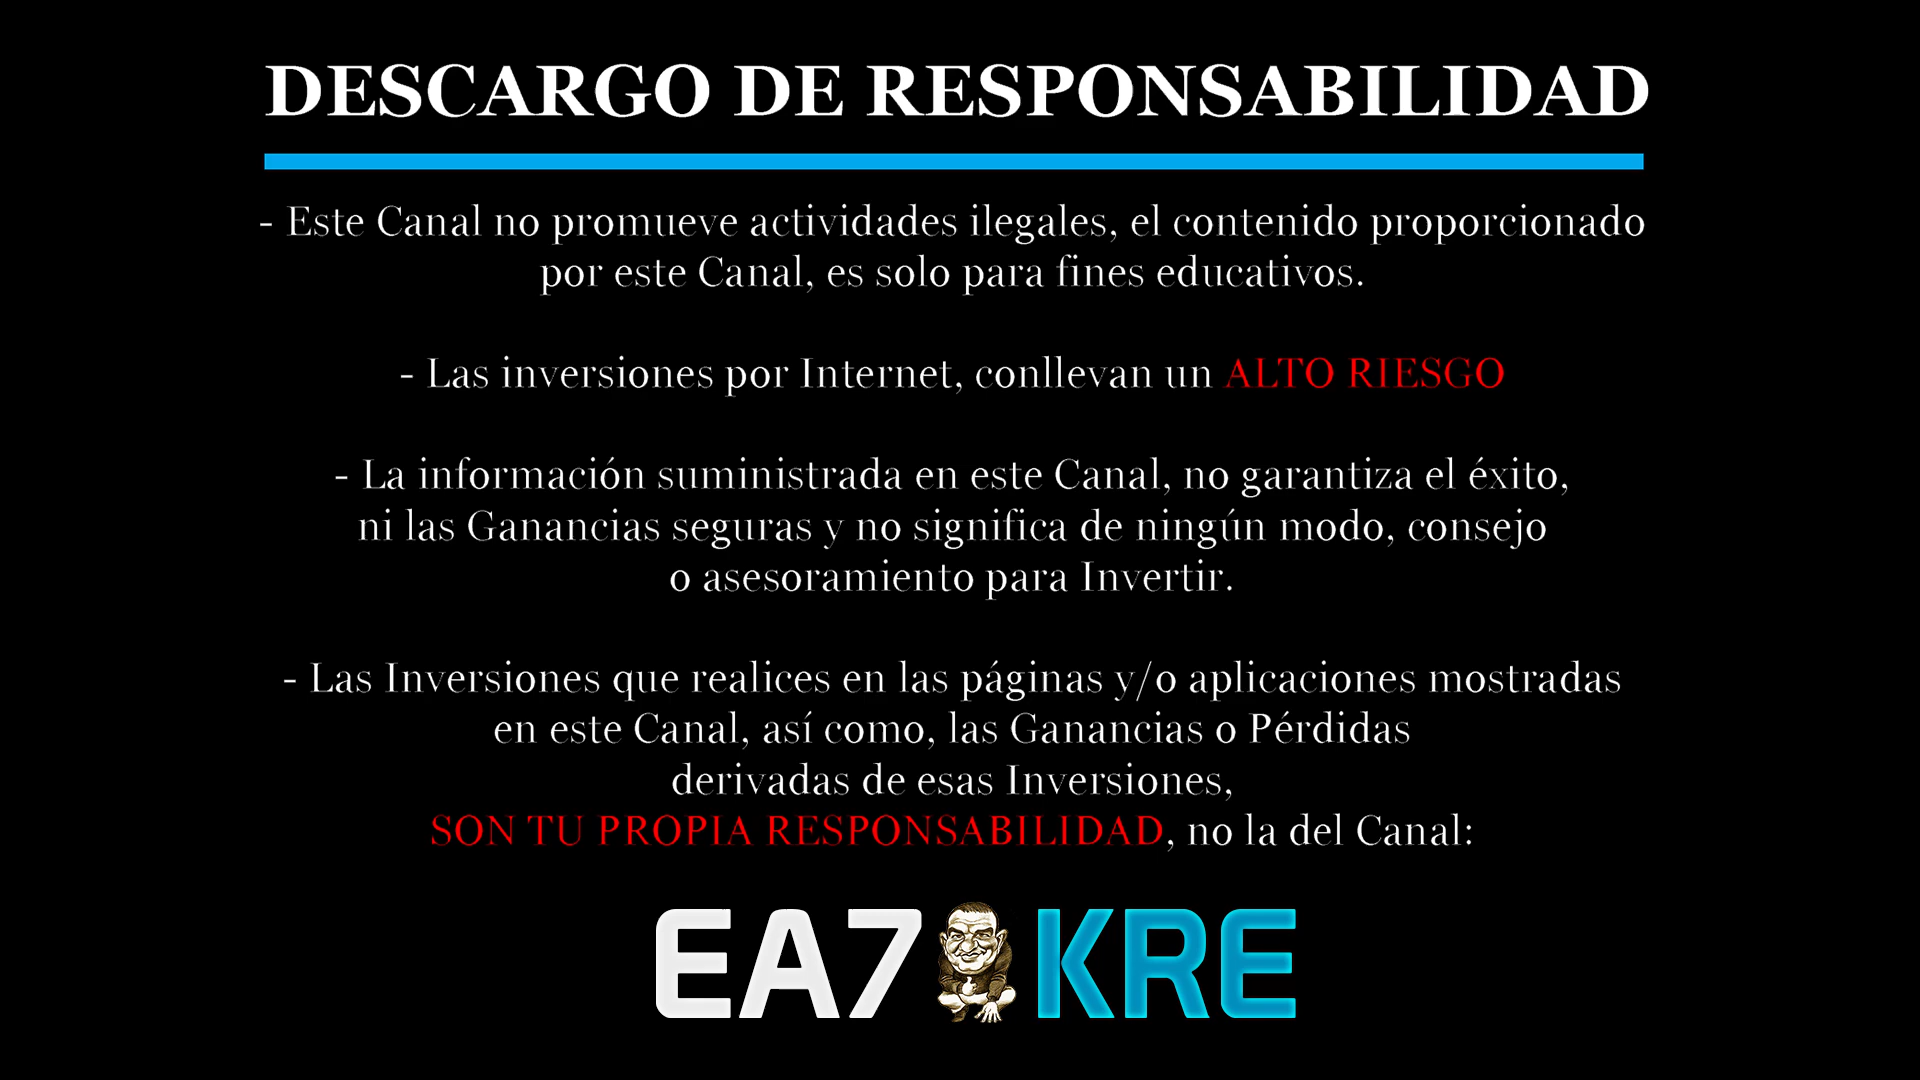 DESCARGO DE RESPONSABILIDAD
- Este Canal no promueve actividades ilegales, el contenido proporcionado
por este Canal, es solo para fines educativos.
- Las inversiones por Internet, conllevan un ALTO RIESGO
- La información suministrada en este Canal, no garantiza el éxito,
ni las Ganancias seguras y no significa de ningún modo, consejo
o asesoramiento para Invertir.
- Las Inversiones que realices en las páginas y/o aplicaciones mostradas
en este Canal, así como, las Ganancias o Pérdidas
derivadas de esas Inversiones,
SON TU PROPIA RESPONSABILIDAD, no la del Canal:
EA7 KRE